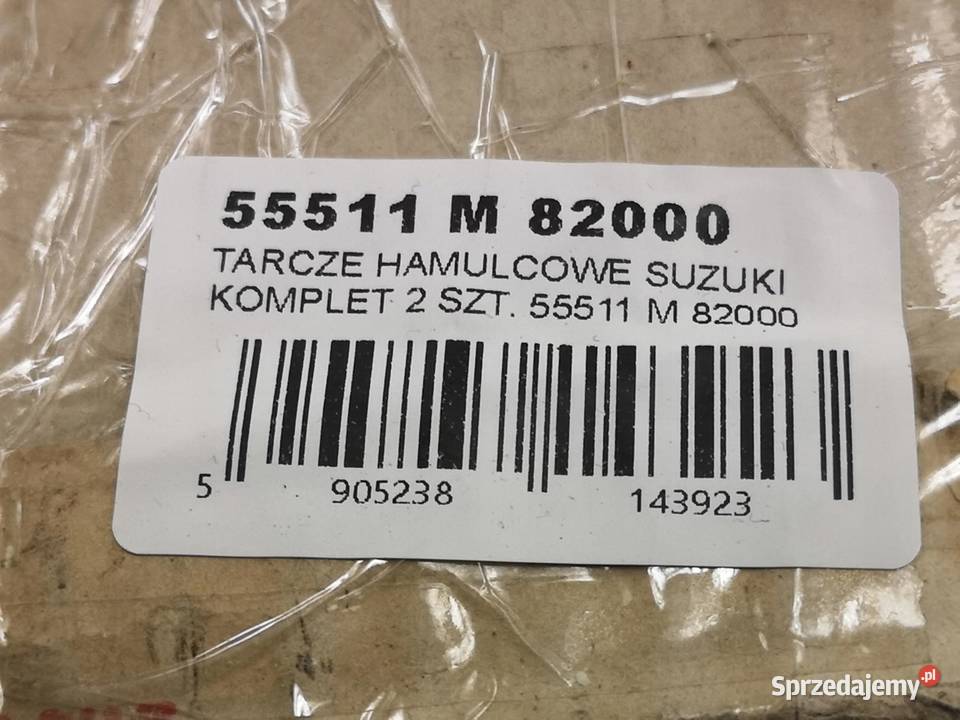 55511 M 82000
TARCZE HAMULCOWE SUZUKI
KOMPLET 2 SZT. 55511 M 82000
5 905238 143923
Sprzedajemy.pl